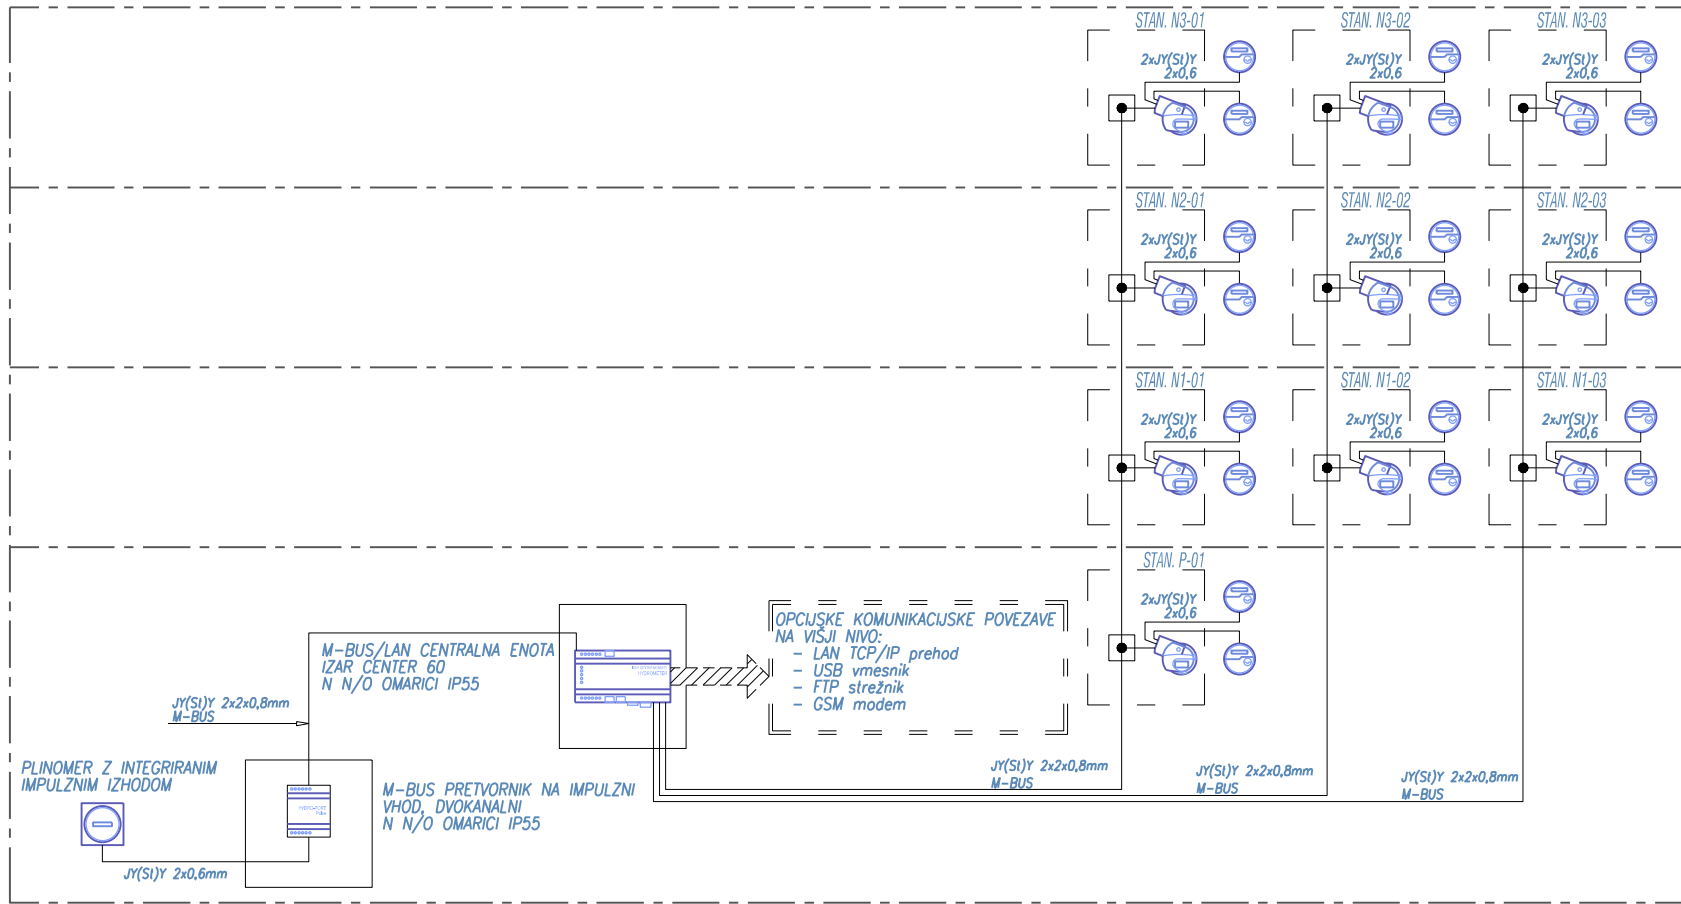 STAN. N3-01
STAN. N3-02
STAN. N3-03
2xJY(St)Y
2x0,6
2xJY(St)Y
2x0,6
2xJY(St)Y
2x0,6
STAN. N2-01
STAN. N2-02
STAN. N2-03
2xJY(St)Y
2x0,6
2xJY(St)Y
2x0,6
2xJY(St)Y
2x0,6
STAN. N1-01
STAN. N1-02
STAN. N1-03
2xJY(St)Y
2x0,6
2xJY(St)Y
2x0,6
2xJY(St)Y
2x0,6
STAN. P-01
2xJY(St)Y
2x0,6
M-BUS/LAN CENTRALNA ENOTA
IZAR CENTER 60
N N/O OMARICI IP55
HYDROMETER
OPCIJSKE KOMUNIKACIJSKE POVEZAVE
NA VIŠJI NIVO:
- LAN TCP/IP prehod
- USB vmesnik
- FTP strežnik
- GSM modem
JY(St)Y 2x2x0,8mm
M-BUS
JY(St)Y 2x2x0,8mm
M-BUS
JY(St)Y 2x2x0,8mm
M-BUS
JY(St)Y 2x2x0,8mm
M-BUS
PLINOMER Z INTEGRIRANIM
IMPULZNIM IZHODOM
M-BUS PRETVORNIK NA IMPULZNI
VHOD, DVOKANALNI
N N/O OMARICI IP55
HYDRO-PORT
Pulse
JY(St)Y 2x0,6mm